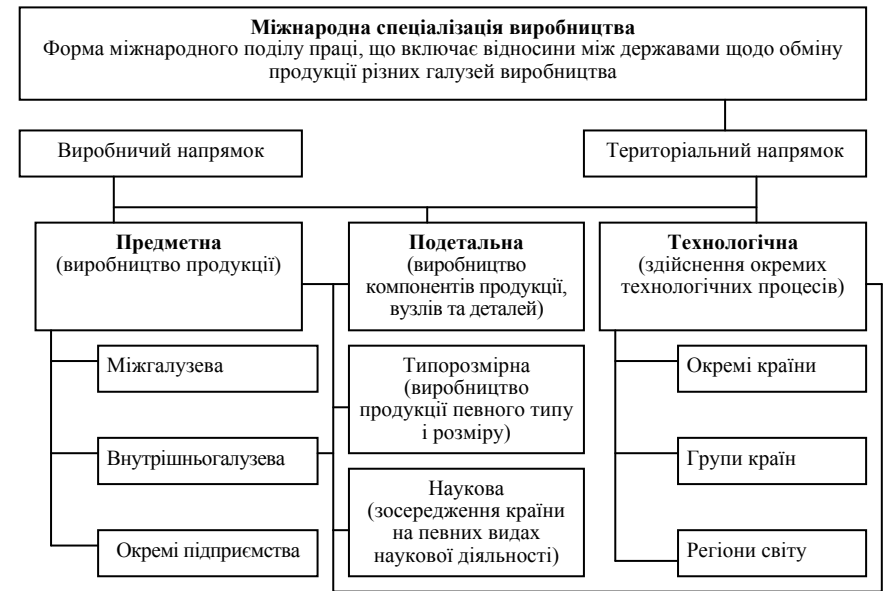 Міжнародна спеціалізація виробництва
Форма міжнародного поділу праці, що включає відносини між державами щодо обміну
продукції різних галузей виробництва
Виробничий напрямок
Територіальний напрямок
Предметна
(виробництво продукції)
Подетальна
(виробництво
компонентів продукції,
вузлів та деталей)
Технологічна
(здійснення окремих
технологічних процесів)
Міжгалузева
Типорозмірна
(виробництво
продукції певного типу
і розміру)
Окремі країни
Внутрішньогалузева
Групи країн
Наукова
(зосередження країни
на певних видах
наукової діяльності)
Окремі підприємства
Регіони світу